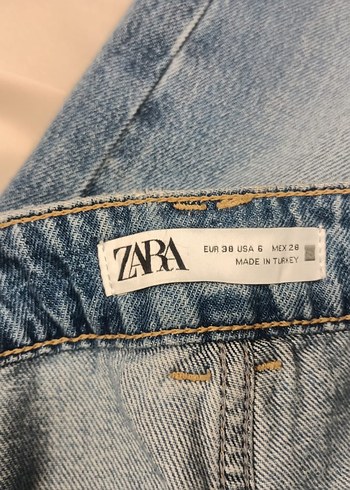 ZARA
EUR 38 USA 6 MEX 28
MADE IN TURKEY